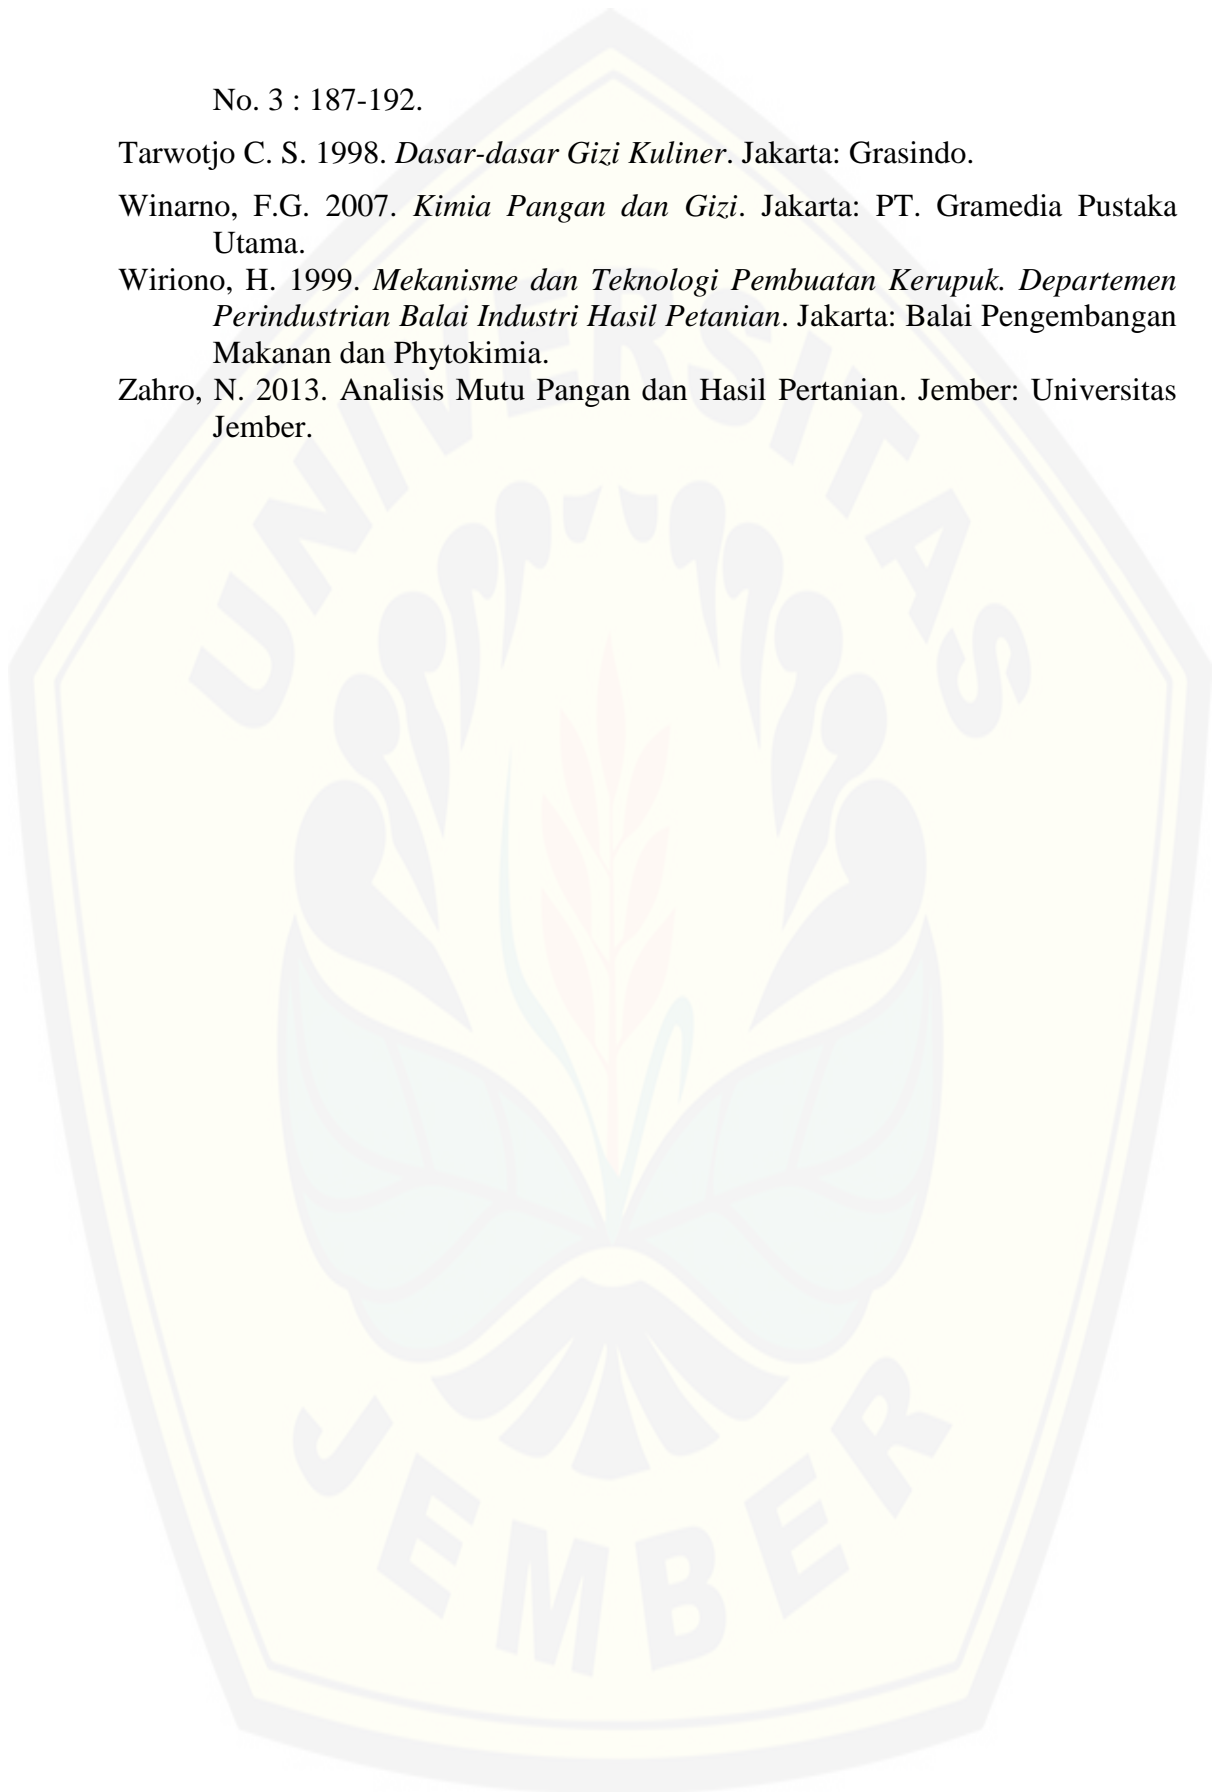 No. 3 : 187-192.
Tarwotjo C. S. 1998. Dasar-dasar Gizi Kuliner. Jakarta: Grasindo.
Winarno, F.G. 2007. Kimia Pangan dan Gizi. Jakarta: PT. Gramedia Pustaka
Utama.
Wiriono, H. 1999. Mekanisme dan Teknologi Pembuatan Kerupuk. Departemen
Perindustrian Balai Industri Hasil Petanian. Jakarta: Balai Pengembangan
Makanan dan Phytokimia.
Zahro, N. 2013. Analisis Mutu Pangan dan Hasil Pertanian. Jember: Universitas
Jember.
UNIVERSITAS
JEMBER